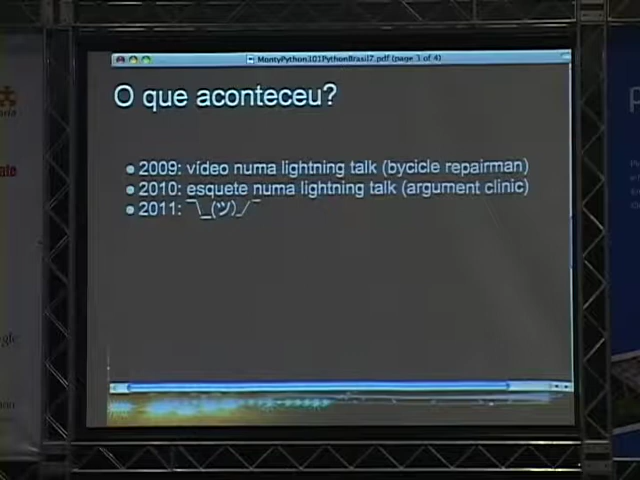 MontyPython101PythonBrasil7.pdf (page 3 of 4)
O que aconteceu?
2009: vídeo numa lightning talk (bycicle repairman)
2010: esquete numa lightning talk (argument clinic)
2011: ¯\_(ツ)_/¯